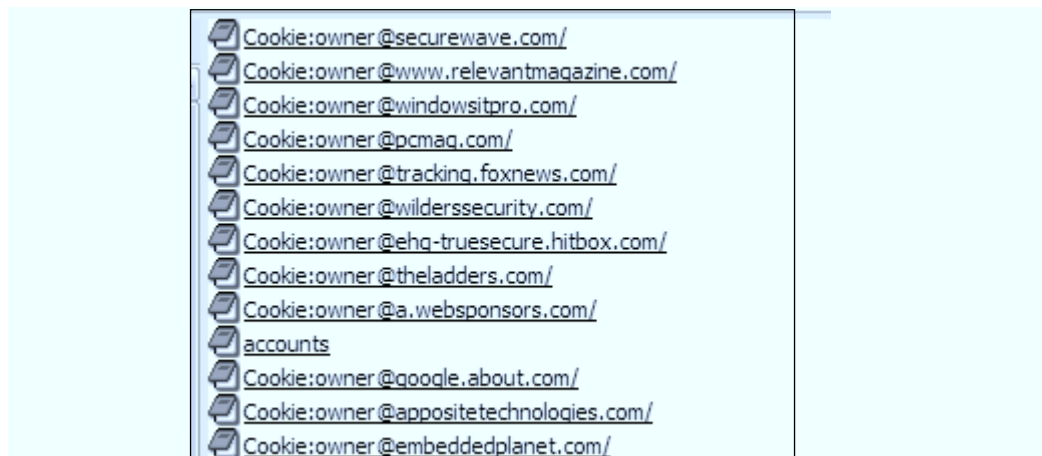 Cookie:owner@securewave.com/
Cookie:owner@www.relevantmagazine.com/
Cookie:owner@windowsitpro.com/
Cookie:owner@pcmag.com/
Cookie:owner@tracking.foxnews.com/
Cookie:owner@wilderssecurity.com/
Cookie:owner@ehg-truesecure.hitbox.com/
Cookie:owner@theladders.com/
Cookie:owner@a.websponsors.com/
accounts
Cookie:owner@google.about.com/
Cookie:owner@appositetechnologies.com/
Cookie:owner@embeddedplanet.com/